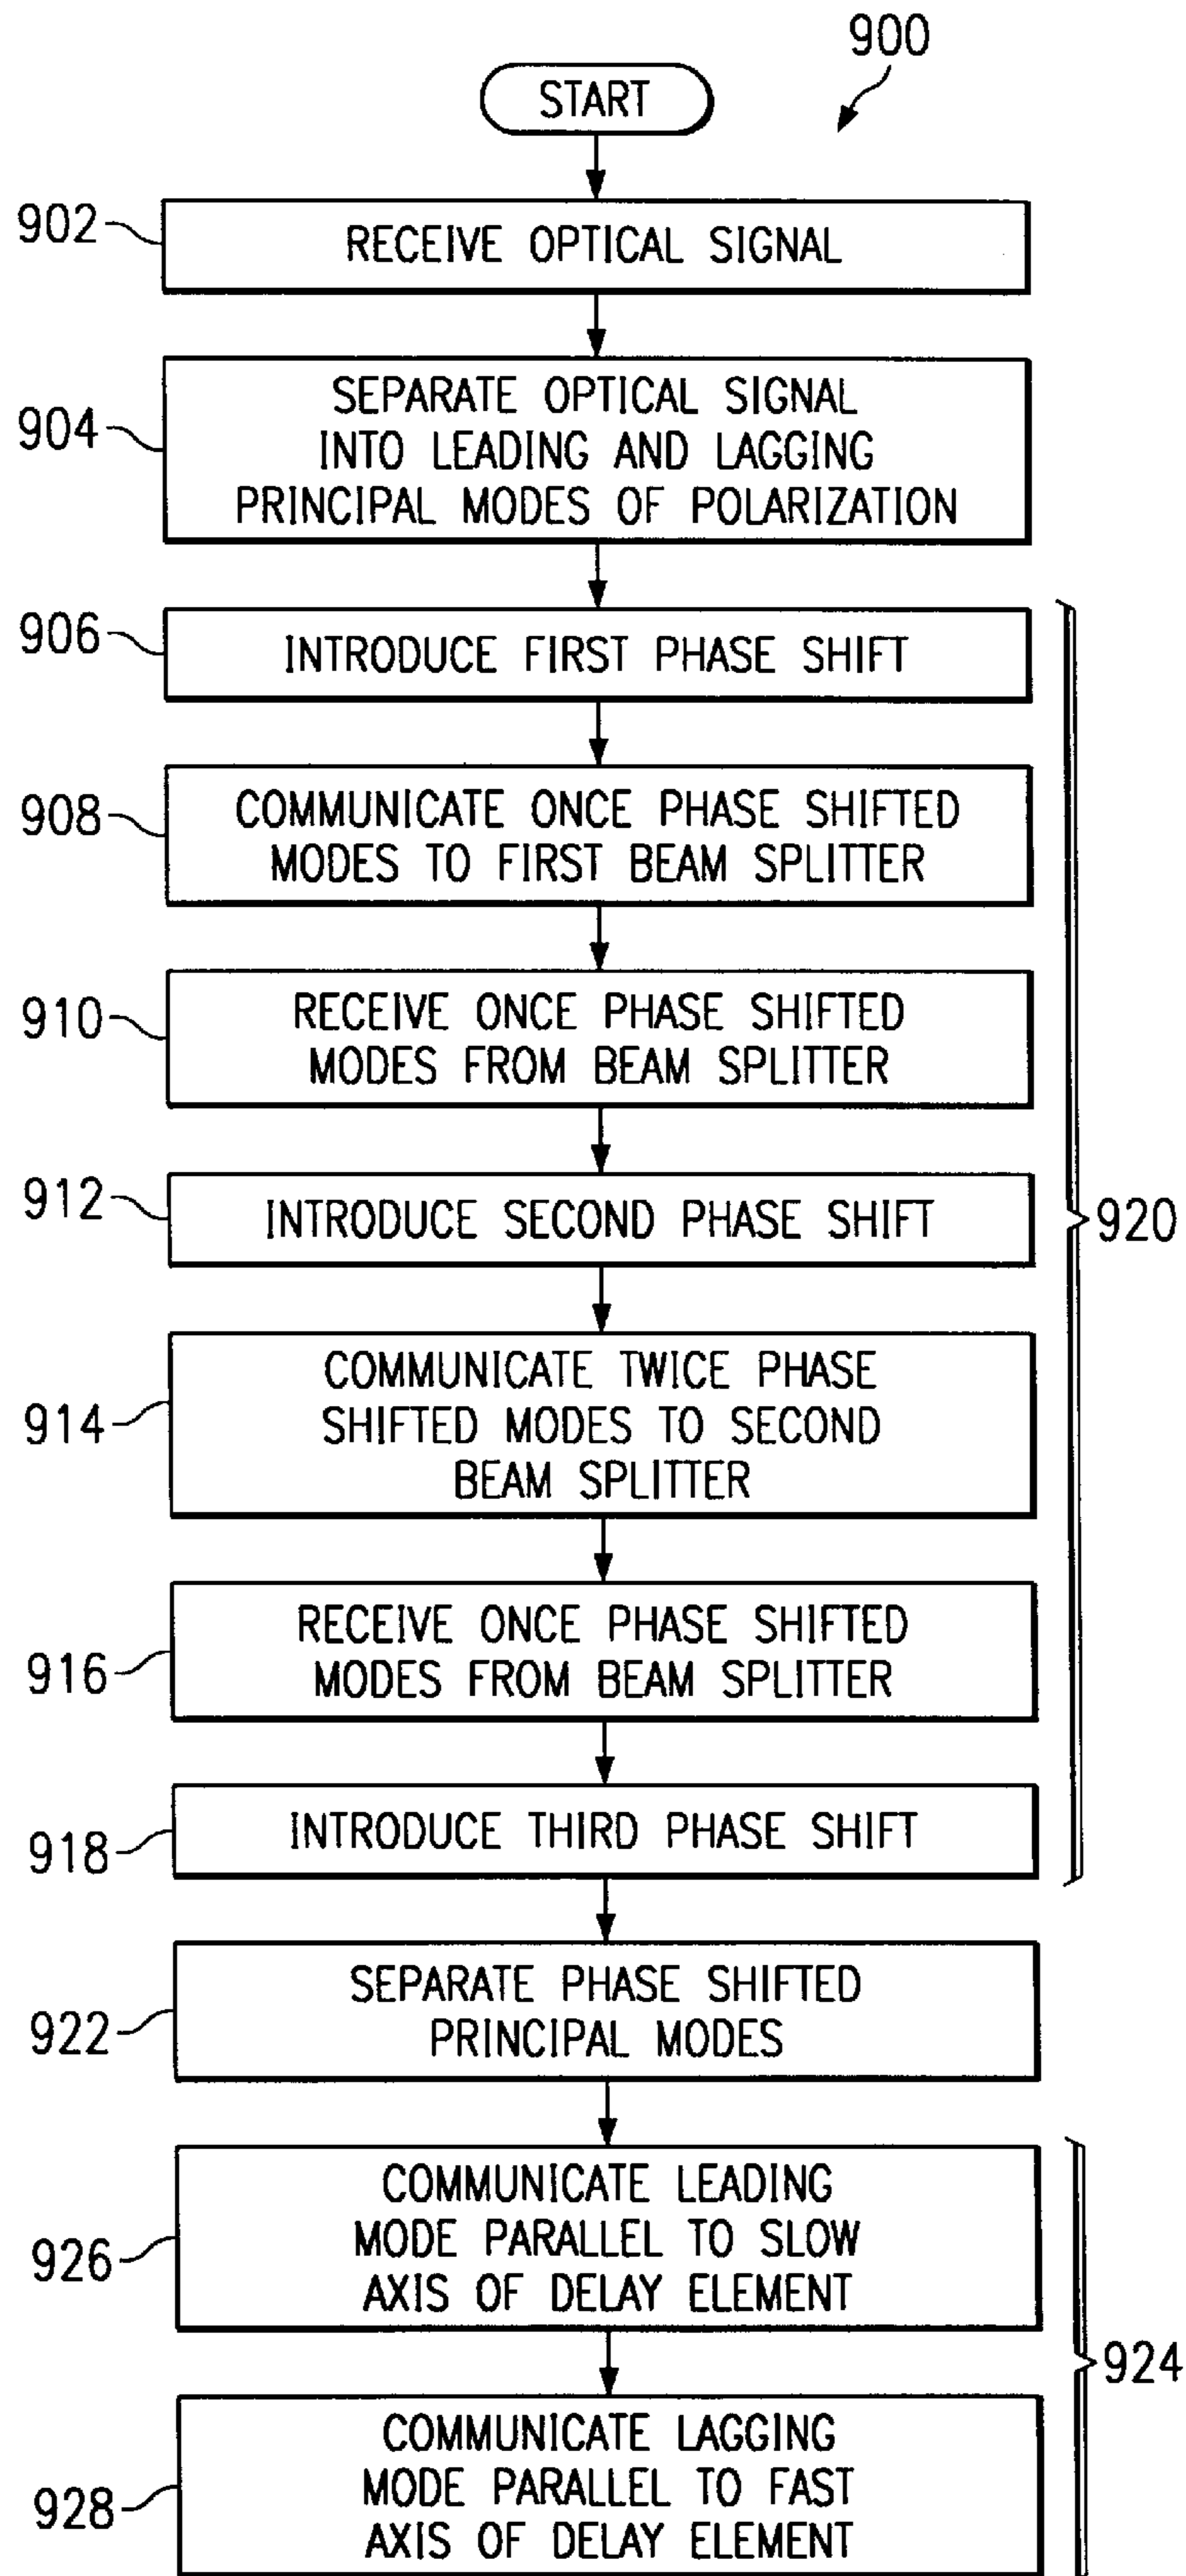 900
START
902
RECEIVE OPTICAL SIGNAL
904
SEPARATE OPTICAL SIGNAL
INTO LEADING AND LAGGING
PRINCIPAL MODES OF POLARIZATION
906
INTRODUCE FIRST PHASE SHIFT
908
COMMUNICATE ONCE PHASE SHIFTED
MODES TO FIRST BEAM SPLITTER
910
RECEIVE ONCE PHASE SHIFTED
MODES FROM BEAM SPLITTER
912
INTRODUCE SECOND PHASE SHIFT
920
914
COMMUNICATE TWICE PHASE
SHIFTED MODES TO SECOND
BEAM SPLITTER
916
RECEIVE ONCE PHASE SHIFTED
MODES FROM BEAM SPLITTER
918
INTRODUCE THIRD PHASE SHIFT
922
SEPARATE PHASE SHIFTED
PRINCIPAL MODES
926
COMMUNICATE LEADING
MODE PARALLEL TO SLOW
AXIS OF DELAY ELEMENT
924
928
COMMUNICATE LAGGING
MODE PARALLEL TO FAST
AXIS OF DELAY ELEMENT